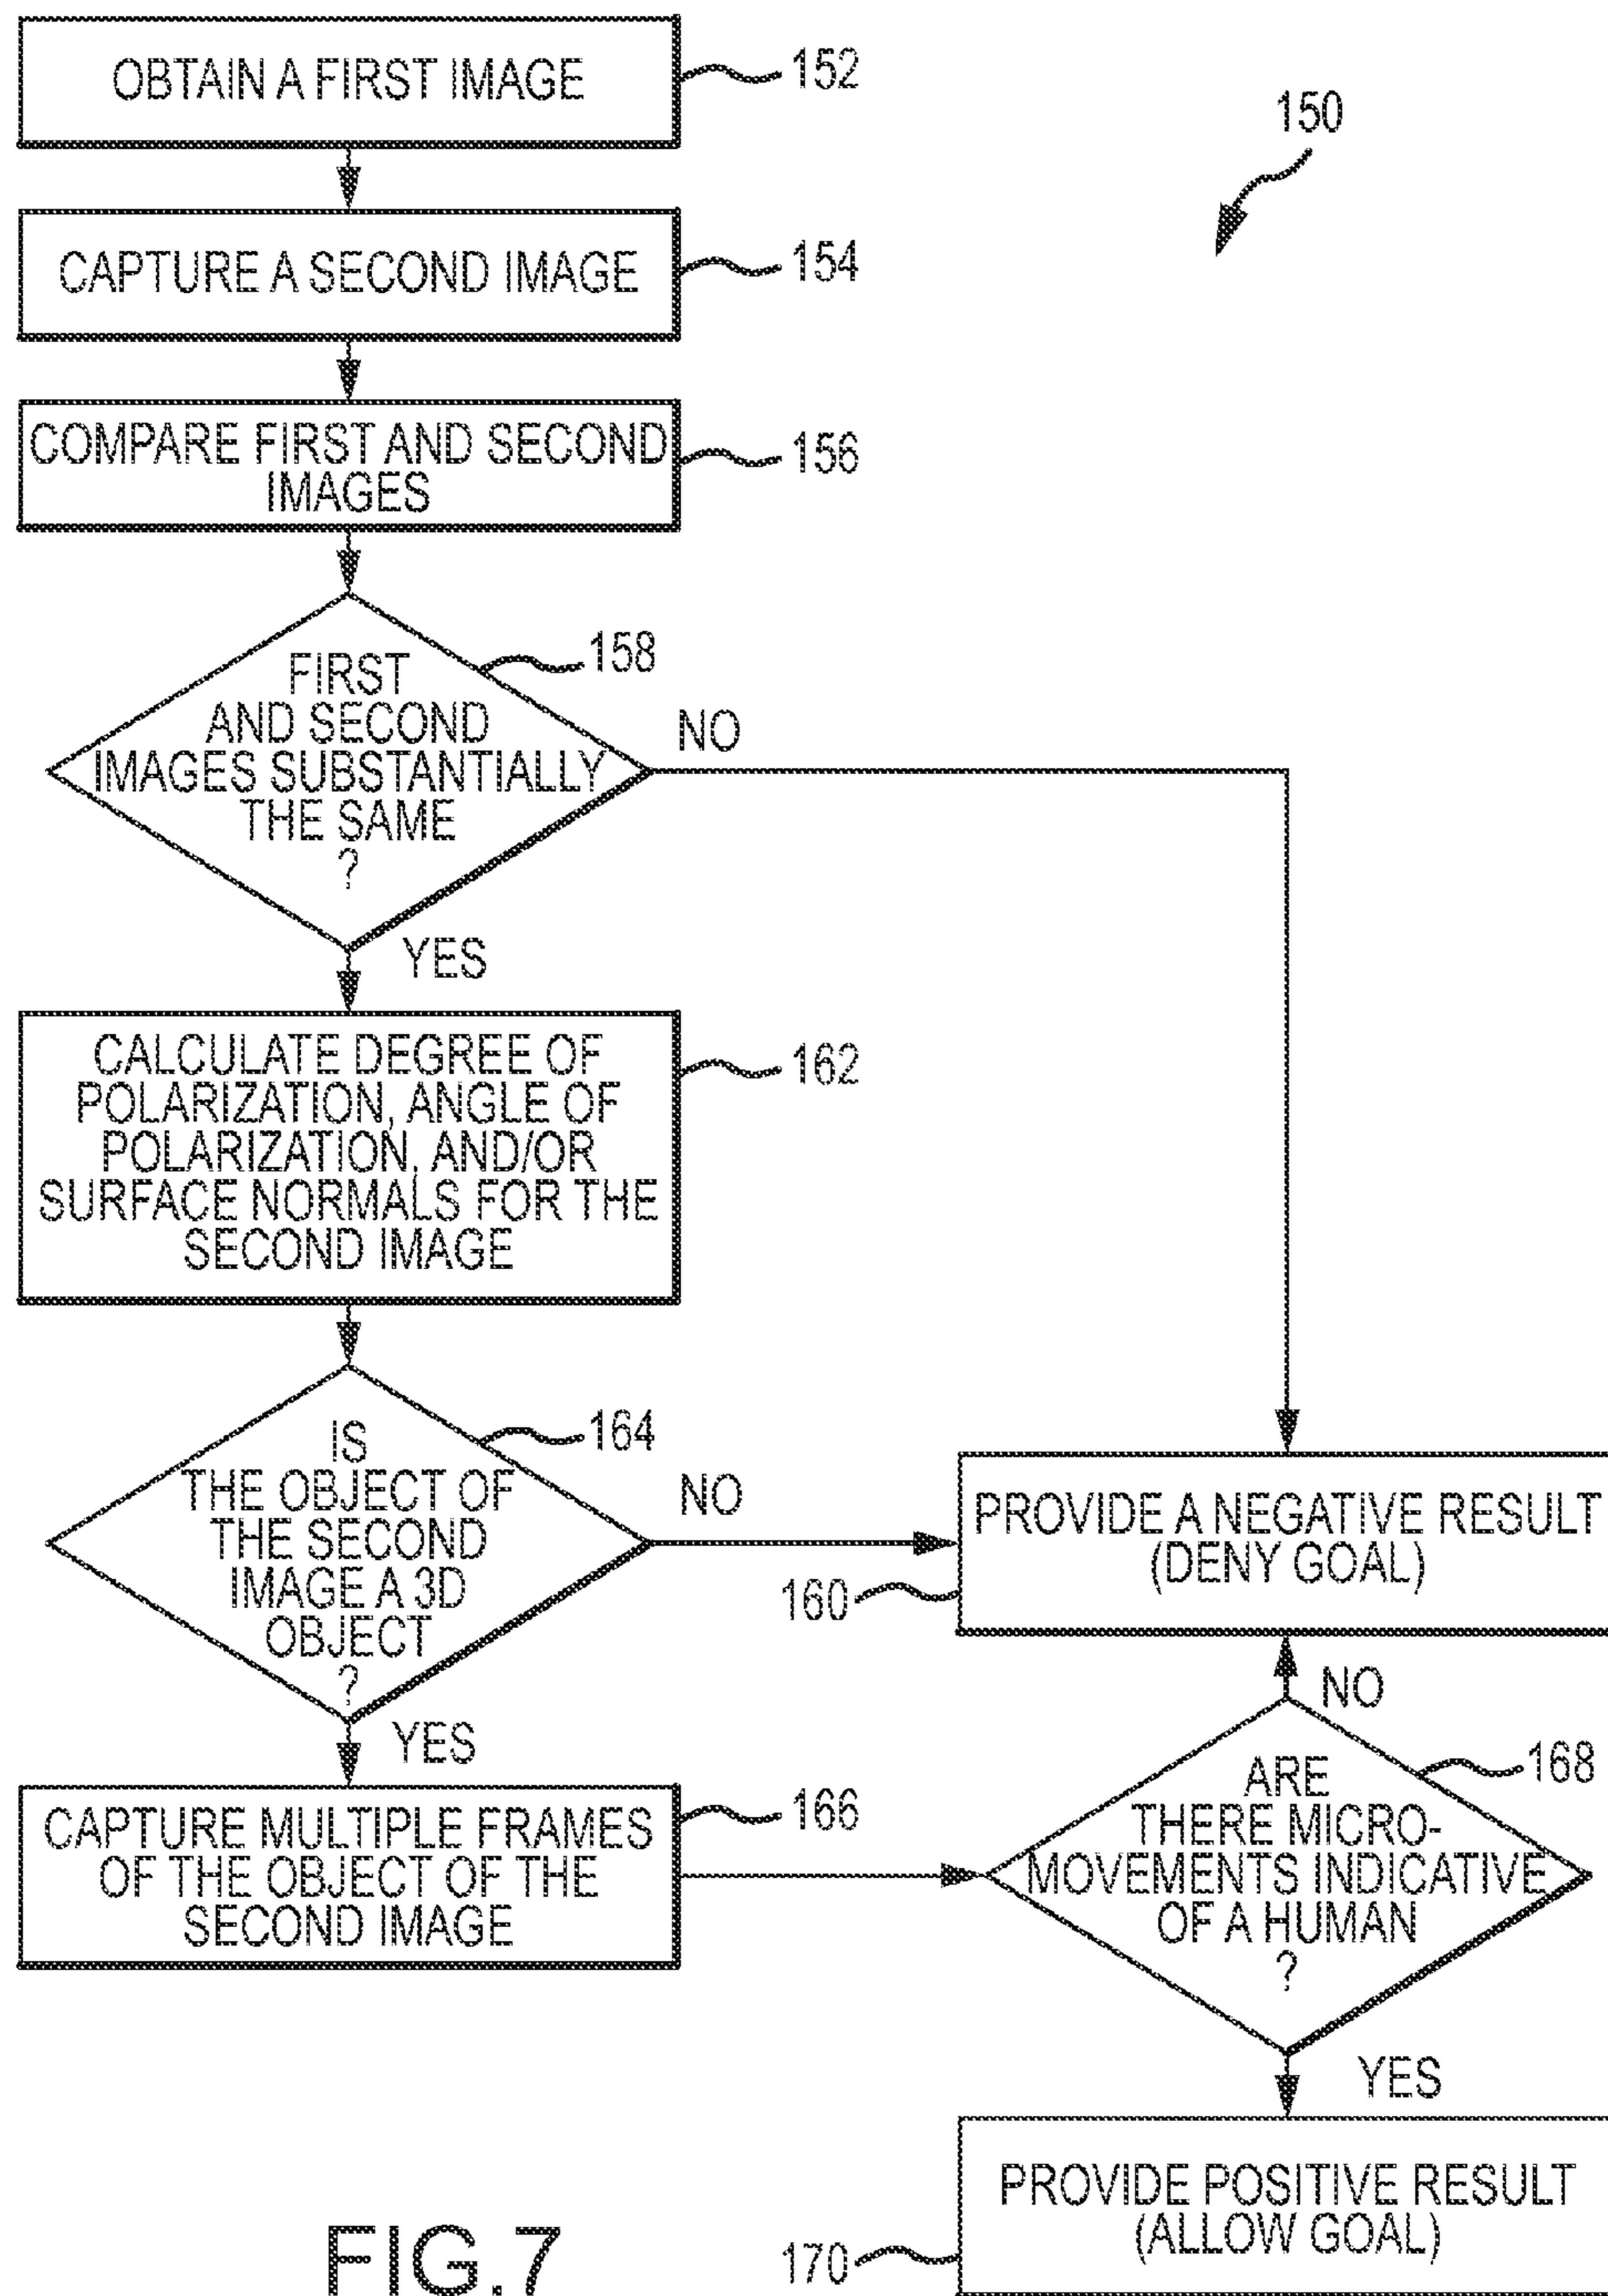 OBTAIN A FIRST IMAGE
152
150
CAPTURE A SECOND IMAGE
154
COMPARE FIRST AND SECOND
IMAGES
156
FIRST
AND SECOND
IMAGES SUBSTANTIALLY
THE SAME
?
158
NO
YES
CALCULATE DEGREE OF
POLARIZATION, ANGLE OF
POLARIZATION, AND/OR
SURFACE NORMALS FOR THE
SECOND IMAGE
162
IS
THE OBJECT OF
THE SECOND
IMAGE A 3D
OBJECT
?
164
NO
PROVIDE A NEGATIVE RESULT
(DENY GOAL)
160
YES
NO
CAPTURE MULTIPLE FRAMES
OF THE OBJECT OF THE
SECOND IMAGE
166
ARE
THERE MICRO-
MOVEMENTS INDICATIVE
OF A HUMAN
?
168
YES
PROVIDE POSITIVE RESULT
(ALLOW GOAL)
170
FIG.7